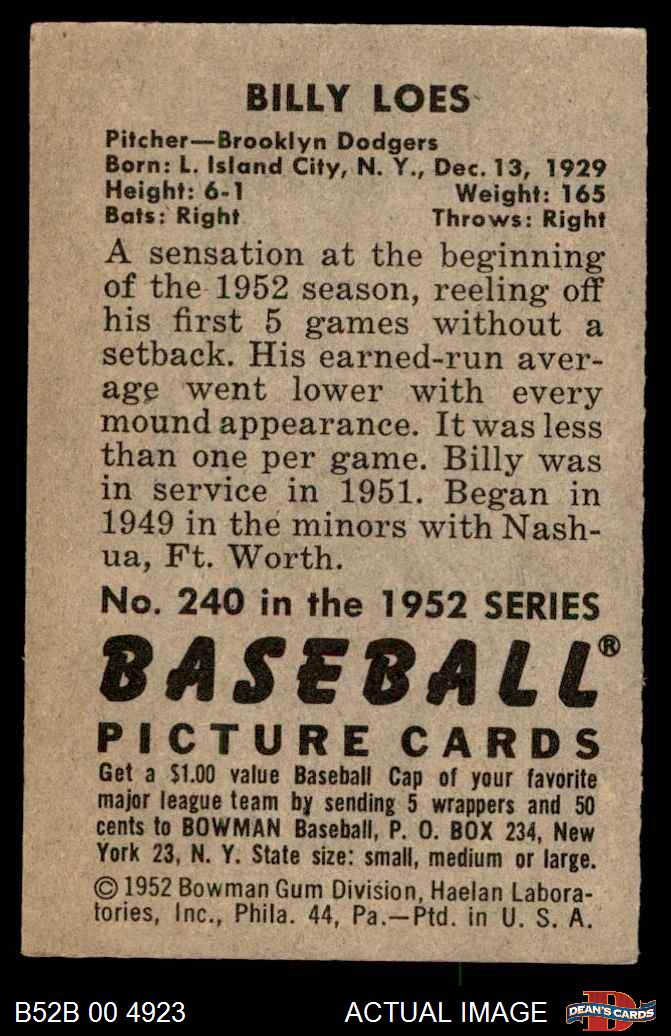 BILLY LOES
Pitcher—Brooklyn Dodgers
Born: L. Island City, N. Y., Dec. 13, 1929
Height: 6-1 Weight: 165
Bats: Right Throws: Right
A sensation at the beginning
of the 1952 season, reeling off
his first 5 games without a
setback. His earned-run aver-
age went lower with every
mound appearance. It was less
than one per game. Billy was
in service in 1951. Began in
1949 in the minors with Nash-
ua, Ft. Worth.
No. 240 in the 1952 SERIES
BASEBALL®
PICTURE CARDS
Get a $1.00 value Baseball Cap of your favorite
major league team by sending 5 wrappers and 50
cents to BOWMAN Baseball, P. O. BOX 234, New
York 23, N. Y. State size: small, medium or large.
© 1952 Bowman Gum Division, Haelan Labora-
tories, Inc., Phila. 44, Pa.—Ptd. in U. S. A.
B52B 00 4923 ACTUAL IMAGE
D
DEAN'S CARDS